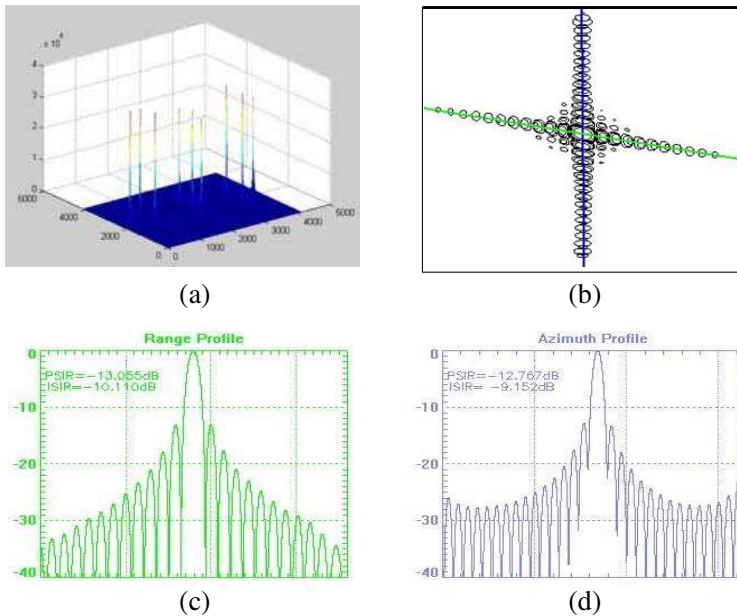 4
x 10
4
3
2
1
0
6000
4000
2000
0
0
1000
2000
3000
4000
5000
(a)
(b)
Range Profile
0
PSIR=-13.055dB
ISIR=-10.110dB
-10
-20
-30
-40
(c)
Azimuth Profile
0
PSIR=-12.767dB
ISIR= -9.152dB
-10
-20
-30
-40
(d)